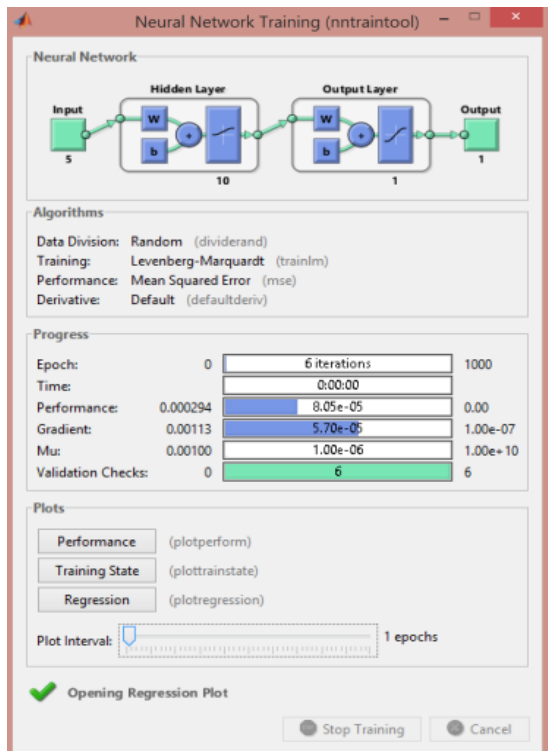 Neural Network Training (nntraintool)
Neural Network
Hidden Layer Output Layer
Input Output
W W
b b
5 1
10 1
Algorithms
Data Division: Random (dividerand)
Training: Levenberg-Marquardt (trainlm)
Performance: Mean Squared Error (mse)
Derivative: Default (defaultderiv)
Progress
Epoch: 0 6 iterations 1000
Time: 0:00:00
Performance: 0.000294 8.05e-05 0.00
Gradient: 0.00113 5.70e-05 1.00e-07
Mu: 0.00100 1.00e-06 1.00e+10
Validation Checks: 0 6 6
Plots
Performance (plotperform)
Training State (plottrainstate)
Regression (plotregression)
Plot Interval: 1 epochs
Opening Regression Plot
Stop Training Cancel